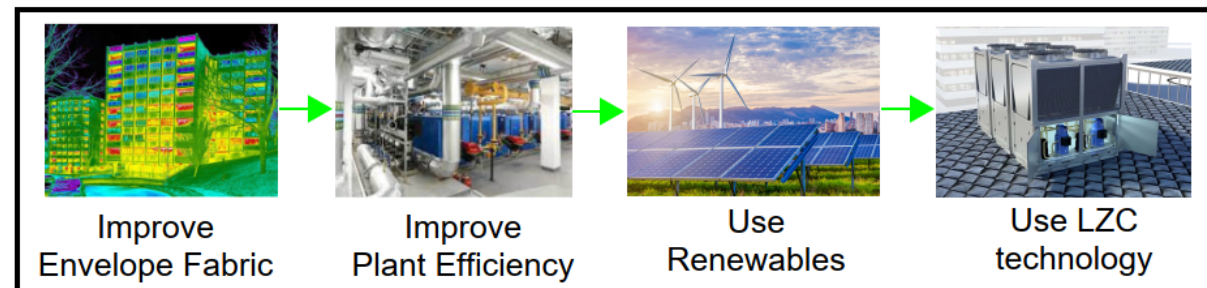 Improve
Envelope Fabric
Improve
Plant Efficiency
Use
Renewables
Use LZC
technology